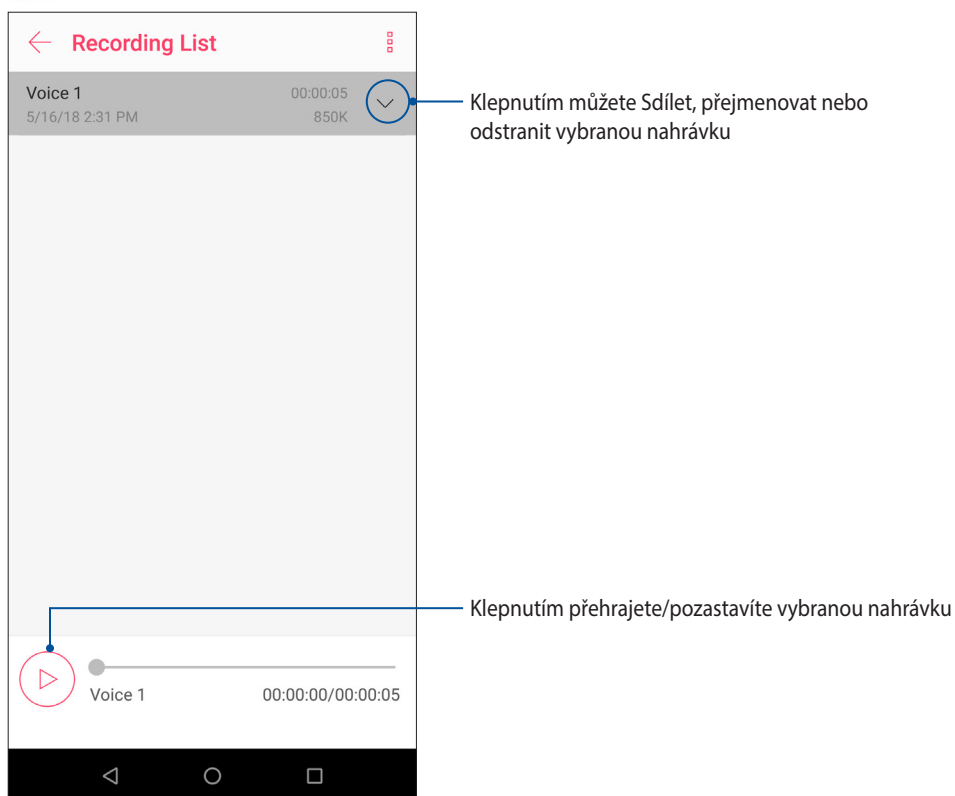 Recording List
Voice 1 00:00:05
5/16/18 2:31 PM 850K
Klepnutím můžete Sdílet, přejmenovat nebo
odstranit vybranou nahrávku
Klepnutím přehrajete/pozastavíte vybranou nahrávku
Voice 1 00:00:00/00:00:05